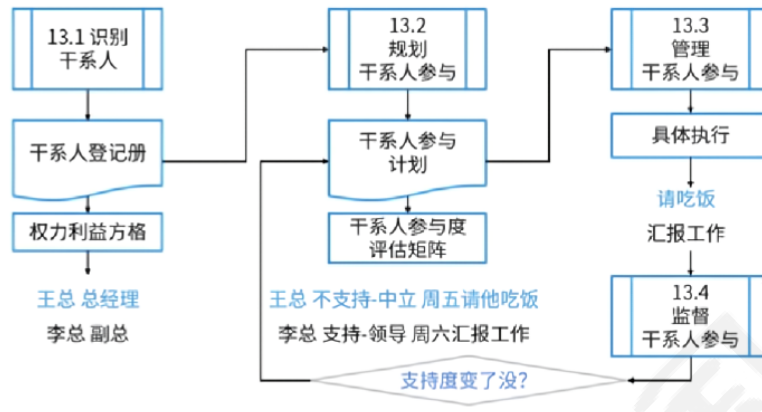 13.1 识别
干系人
干系人登记册
权力利益方格
王总 总经理
李总 副总
13.2
规划
干系人参与
干系人参与
计划
干系人参与度
评估矩阵
王总 不支持-中立 周五请他吃饭
李总 支持-领导 周六汇报工作
支持度变了没?
13.3
管理
干系人参与
具体执行
请吃饭
汇报工作
13.4
监督
干系人参与